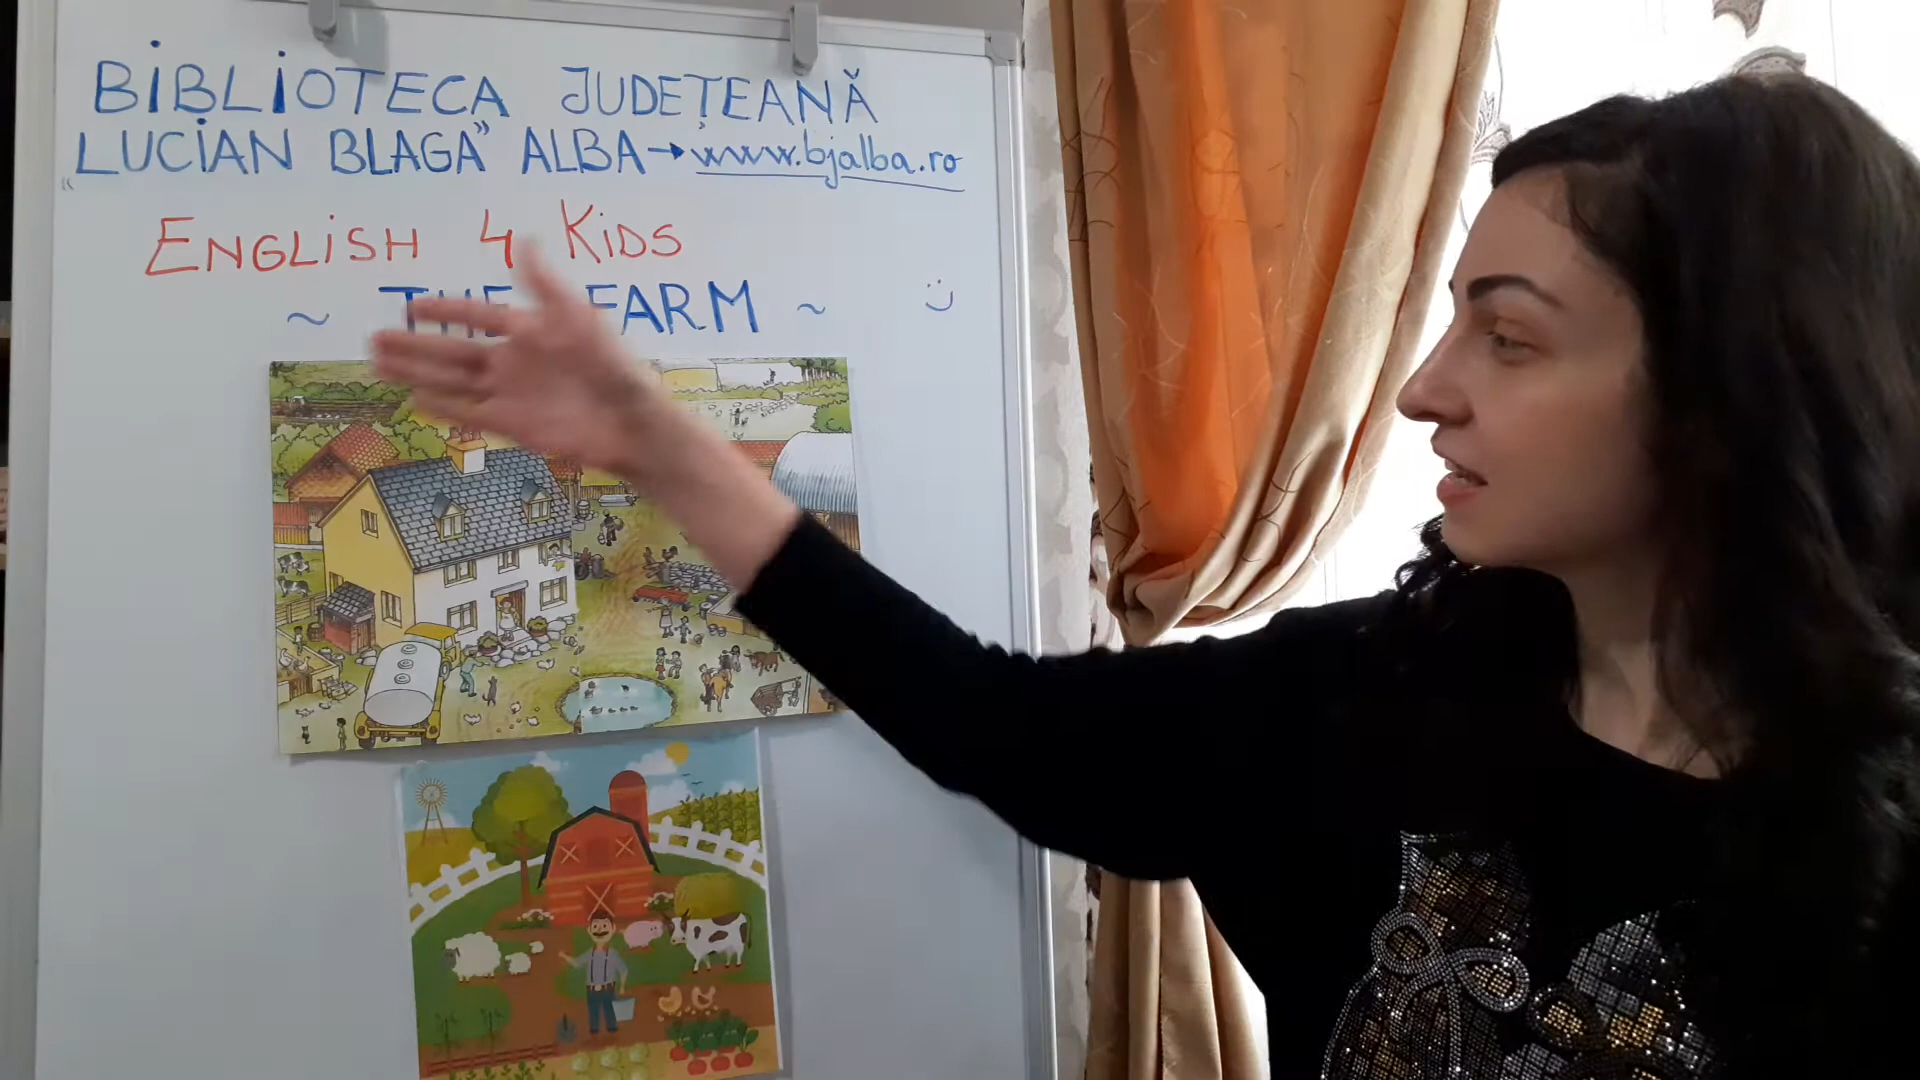 BIBLIOTECA JUDEȚEANĂ
„LUCIAN BLAGA” ALBA→www.bjalba.ro
ENGLISH 4 KIDS
~ THE FARM ~